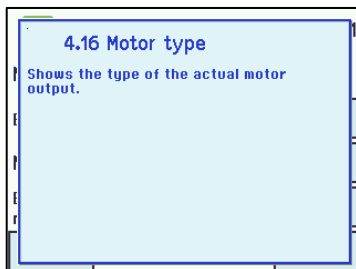 4.16 Motor type
Shows the type of the actual motor
output.